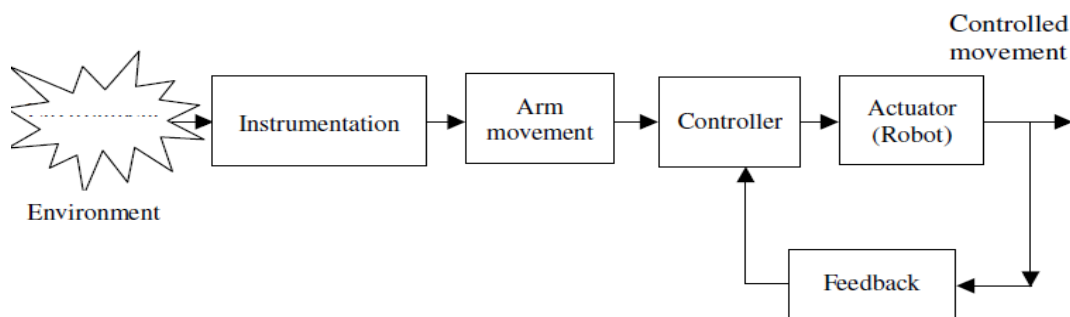 Controlled
movement
Environment
Instrumentation
Arm
movement
Controller
Actuator
(Robot)
Feedback